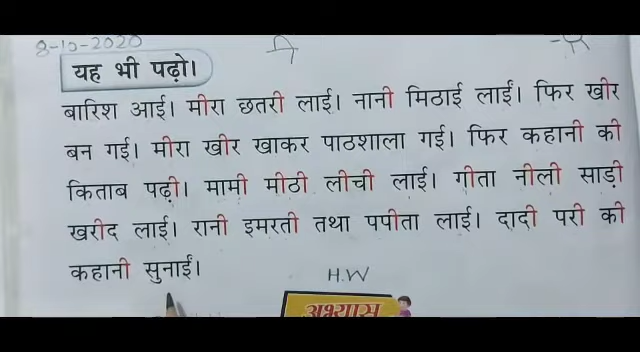 8-10-2020
यह भी पढ़ो।
बारिश आई। मीरा छतरी लाई। नानी मिठाई लाईं। फिर खीर
बन गई। मीरा खीर खाकर पाठशाला गई। फिर कहानी की
किताब पढ़ी। मामी मीठी लीची लाई। गीता नीली साड़ी
खरीद लाई। रानी इमरती तथा पपीता लाई। दादी परी की
कहानी सुनाईं।
H.W
अभ्यास